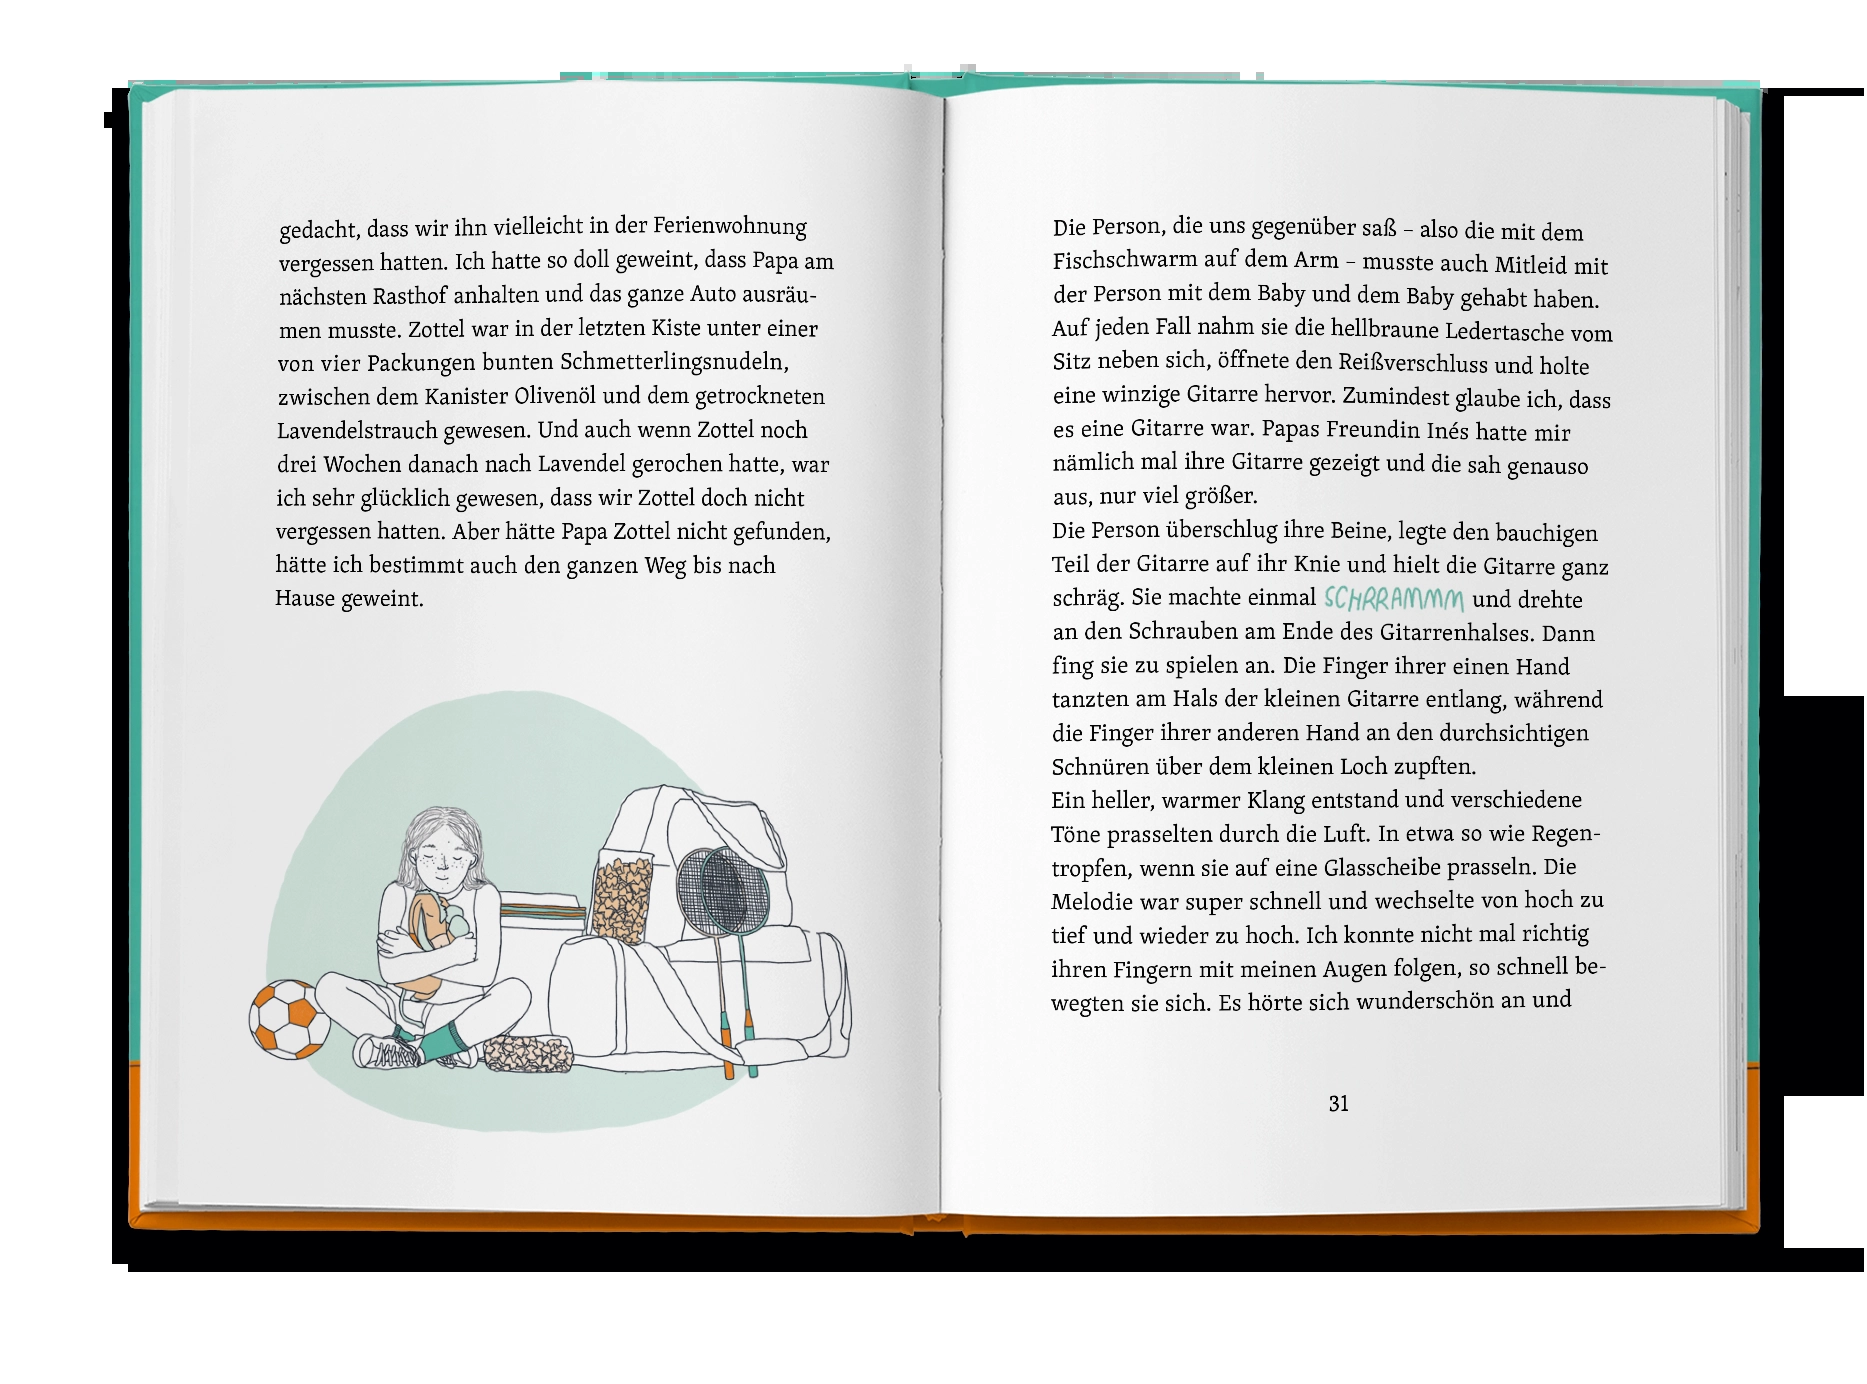 gedacht, dass wir ihn vielleicht in der Ferienwohnung
vergessen hatten. Ich hatte so doll geweint, dass Papa am
nächsten Rasthof anhalten und das ganze Auto ausräu-
men musste. Zottel war in der letzten Kiste unter einer
von vier Packungen bunten Schmetterlingsnudeln,
zwischen dem Kanister Olivenöl und dem getrockneten
Lavendelstrauch gewesen. Und auch wenn Zottel noch
drei Wochen danach nach Lavendel gerochen hatte, war
ich sehr glücklich gewesen, dass wir Zottel doch nicht
vergessen hatten. Aber hätte Papa Zottel nicht gefunden,
hätte ich bestimmt auch den ganzen Weg bis nach
Hause geweint.
Die Person, die uns gegenüber saß – also die mit dem
Fischschwarm auf dem Arm – musste auch Mitleid mit
der Person mit dem Baby und dem Baby gehabt haben.
Auf jeden Fall nahm sie die hellbraune Ledertasche vom
Sitz neben sich, öffnete den Reißverschluss und holte
eine winzige Gitarre hervor. Zumindest glaube ich, dass
es eine Gitarre war. Papas Freundin Inés hatte mir
nämlich mal ihre Gitarre gezeigt und die sah genauso
aus, nur viel größer.
Die Person überschlug ihre Beine, legte den bauchigen
Teil der Gitarre auf ihr Knie und hielt die Gitarre ganz
schräg. Sie machte einmal SCHRRAMMM und drehte
an den Schrauben am Ende des Gitarrenhalses. Dann
fing sie zu spielen an. Die Finger ihrer einen Hand
tanzten am Hals der kleinen Gitarre entlang, während
die Finger ihrer anderen Hand an den durchsichtigen
Schnüren über dem kleinen Loch zupften.
Ein heller, warmer Klang entstand und verschiedene
Töne prasselten durch die Luft. In etwa so wie Regen-
tropfen, wenn sie auf eine Glasscheibe prasseln. Die
Melodie war super schnell und wechselte von hoch zu
tief und wieder zu hoch. Ich konnte nicht mal richtig
ihren Fingern mit meinen Augen folgen, so schnell be-
wegten sie sich. Es hörte sich wunderschön an und
31